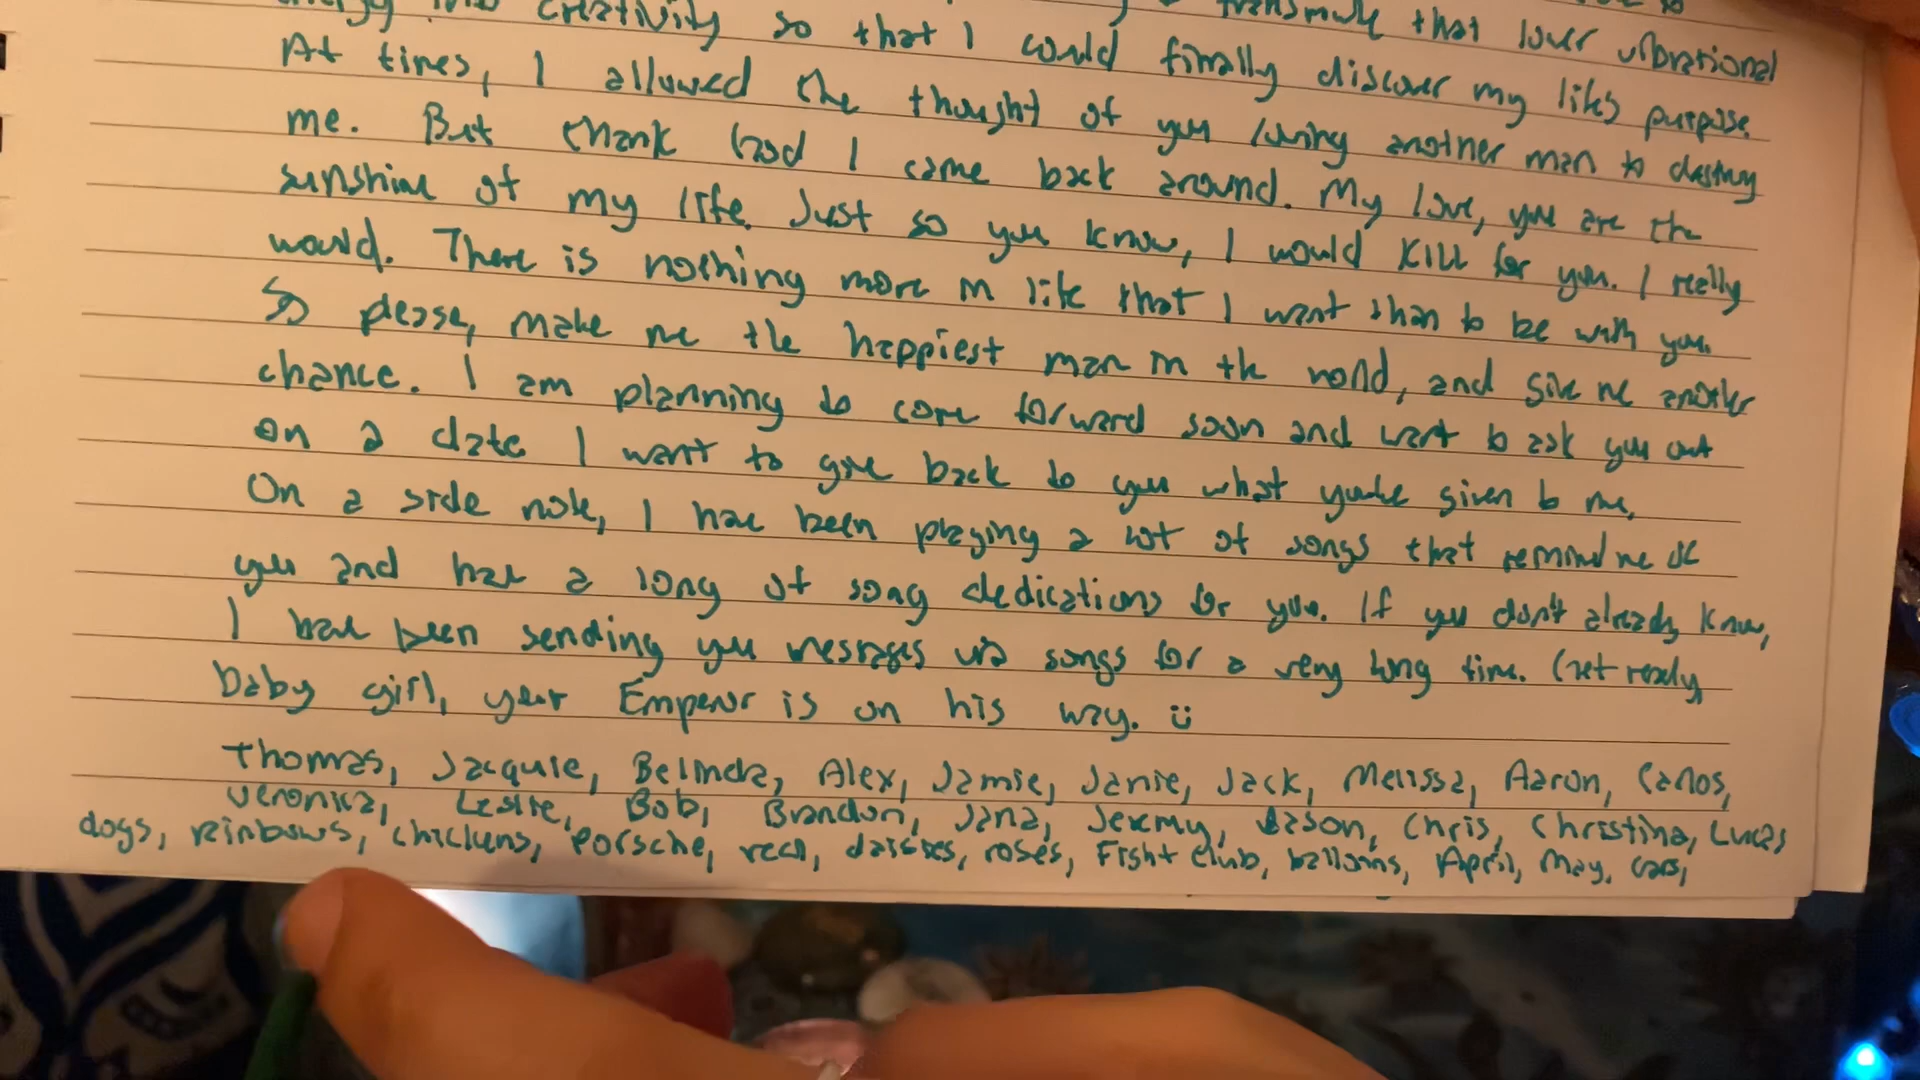 energy into creativity so that I could finally discover my life's purpose.
transmute that lower vibrational
At times, I allowed the thought of you loving another man to destroy
me. But thank God I came back around. My love, you are the
sunshine of my life. Just so you know, I would KILL for you. I really
would. There is nothing more in life that I want than to be with you.
So please, make me the happiest man in the world, and give me another
chance. I am planning to come forward soon and want to ask you out
on a date I want to give back to you what you've given to me.
On a side note, I have been playing a lot of songs that remind me of
you and have a long of song dedications for you. If you don't already know,
I have been sending you messages via songs for a very long time. Get ready,
baby girl, your Emperor is on his way. ü
Thomas, Jacquie, Belinda, Alex, Jamie, Janie, Jack, Melissa, Aaron, Carlos,
Veronica, Leslie, Bob, Brandon, Jana, Jeremy, Jason, Chris, Christina, Lucas
dogs, rainbows, chickens, Porsche, red, daisies, roses, Fight Club, balloons, April, May, cars,